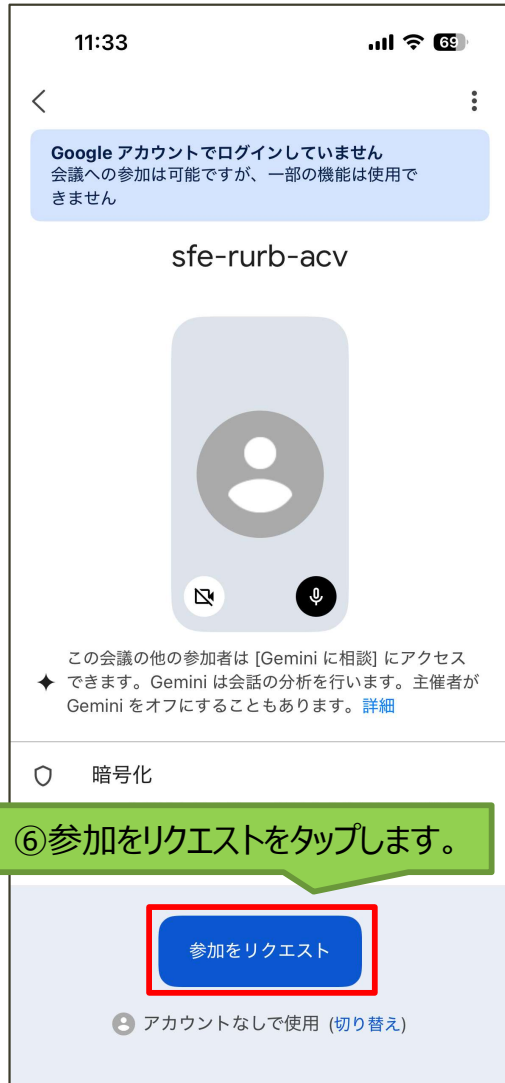 11:33
69
Google アカウントでログインしていません
会議への参加は可能ですが、一部の機能は使用で
きません
sfe-rurb-acv
この会議の他の参加者は [Gemini に相談] にアクセス
できます。Gemini は会話の分析を行います。主催者が
Gemini をオフにすることもあります。詳細
暗号化
⑥参加をリクエストをタップします。
参加をリクエスト
アカウントなしで使用 (切り替え)